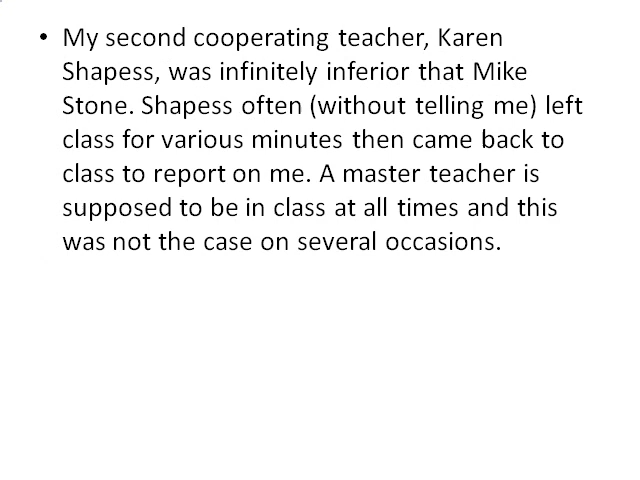 • My second cooperating teacher, Karen
Shapess, was infinitely inferior that Mike
Stone. Shapess often (without telling me) left
class for various minutes then came back to
class to report on me. A master teacher is
supposed to be in class at all times and this
was not the case on several occasions.